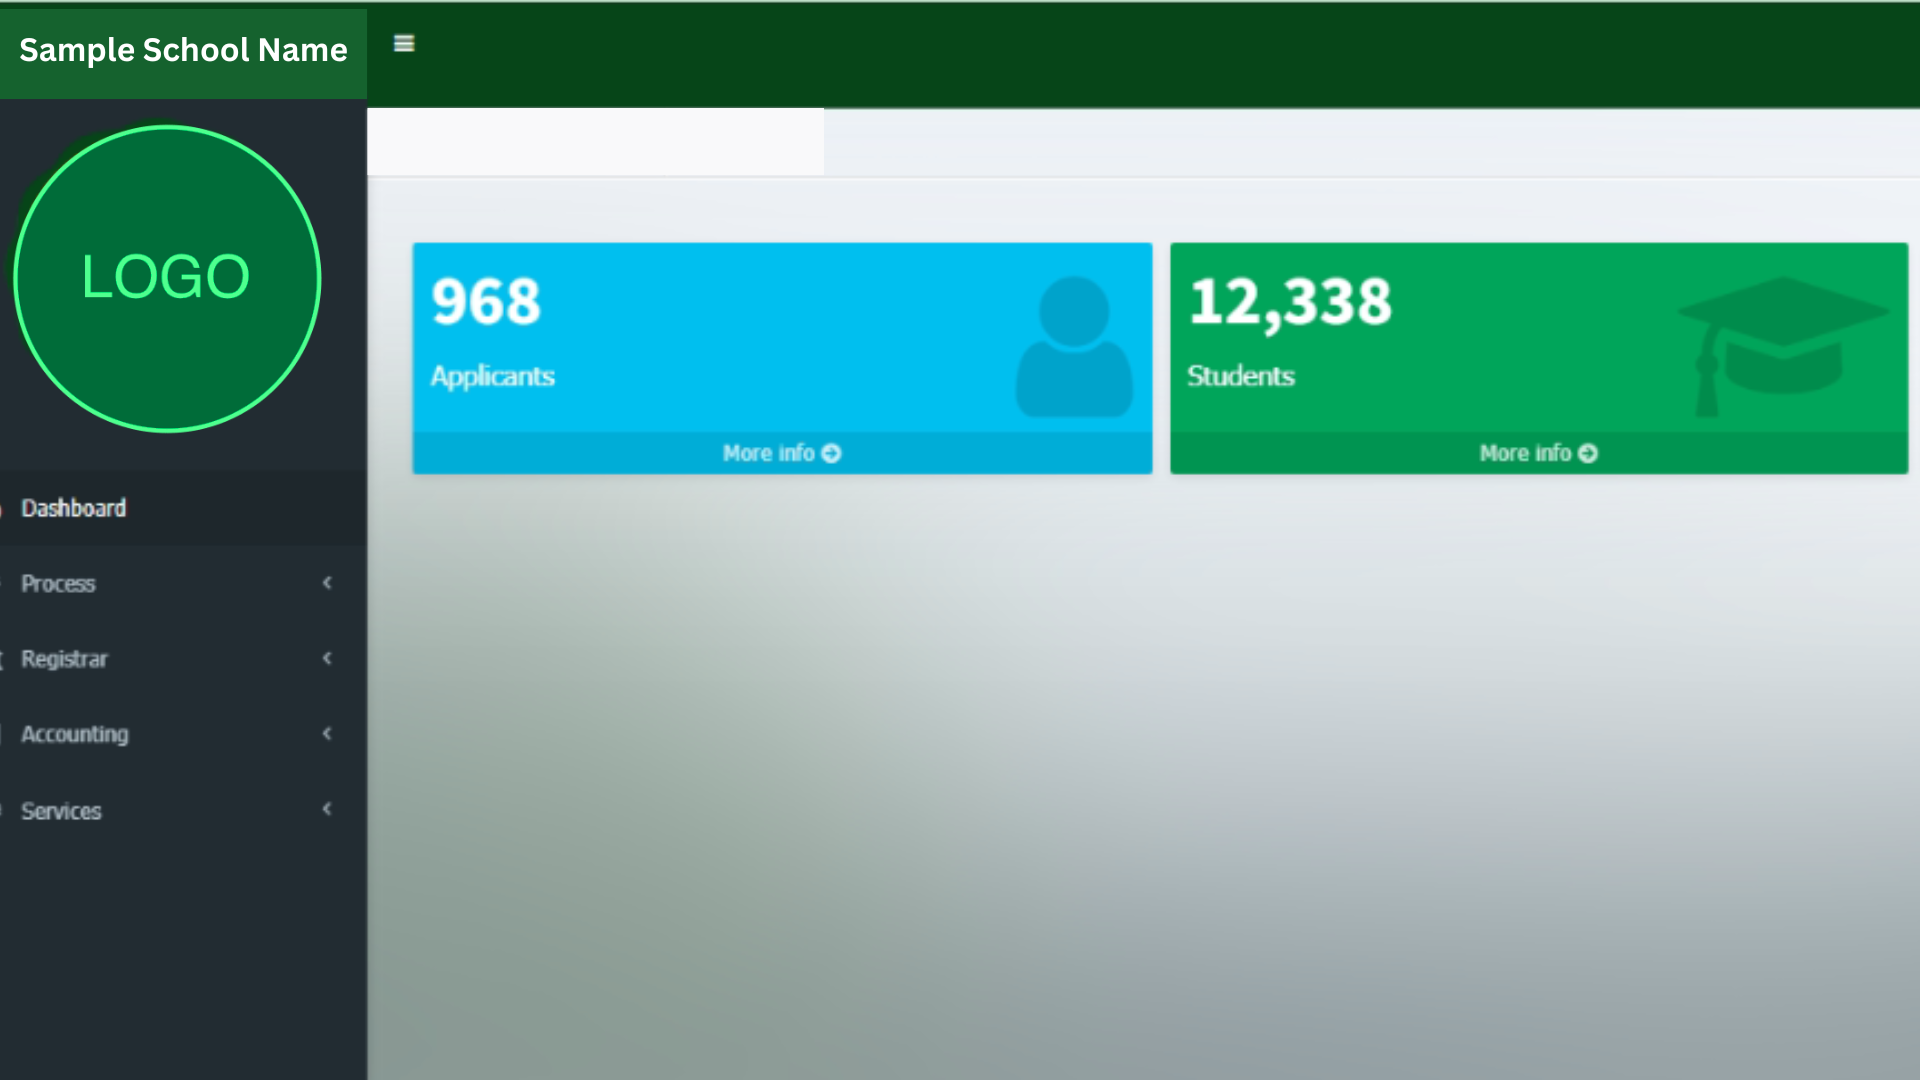 Sample School Name
LOGO
Dashboard
Process
Registrar
Accounting
Services
968
Applicants
More info
12,338
Students
More info